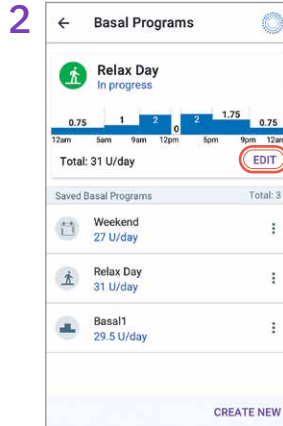 2
Basal Programs
Relax Day
In progress
0.75 1 2 0 2 1.75 0.75
12am 5am 9am 12pm 5pm 9pm 12am
Total: 31 U/day EDIT
Saved Basal Programs Total: 3
Weekend
27 U/day
Relax Day
31 U/day
Basal1
29.5 U/day
CREATE NEW